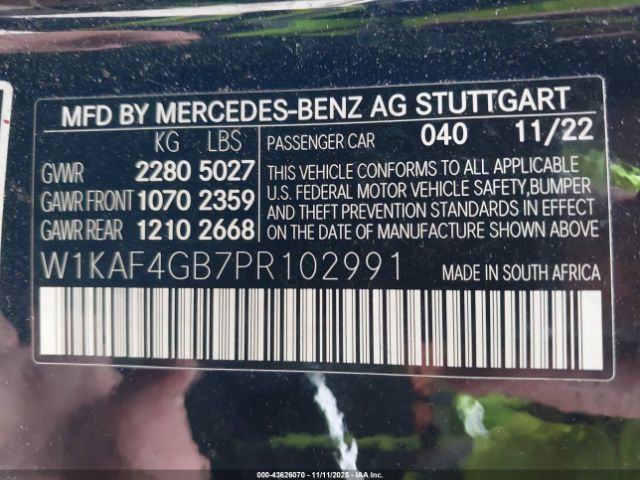 MFD BY MERCEDES-BENZ AG STUTTGART
KG LBS
GVWR 2280 5027
GAWR FRONT 1070 2359
GAWR REAR 1210 2668
PASSENGER CAR 040 11/22
THIS VEHICLE CONFORMS TO ALL APPLICABLE
U.S. FEDERAL MOTOR VEHICLE SAFETY,BUMPER
AND THEFT PREVENTION STANDARDS IN EFFECT
ON THE DATE OF MANUFACTURE SHOWN ABOVE
W1KAF4GB7PR102991
MADE IN SOUTH AFRICA
000-43626070 - 11/11/2025 - IAAI.COM